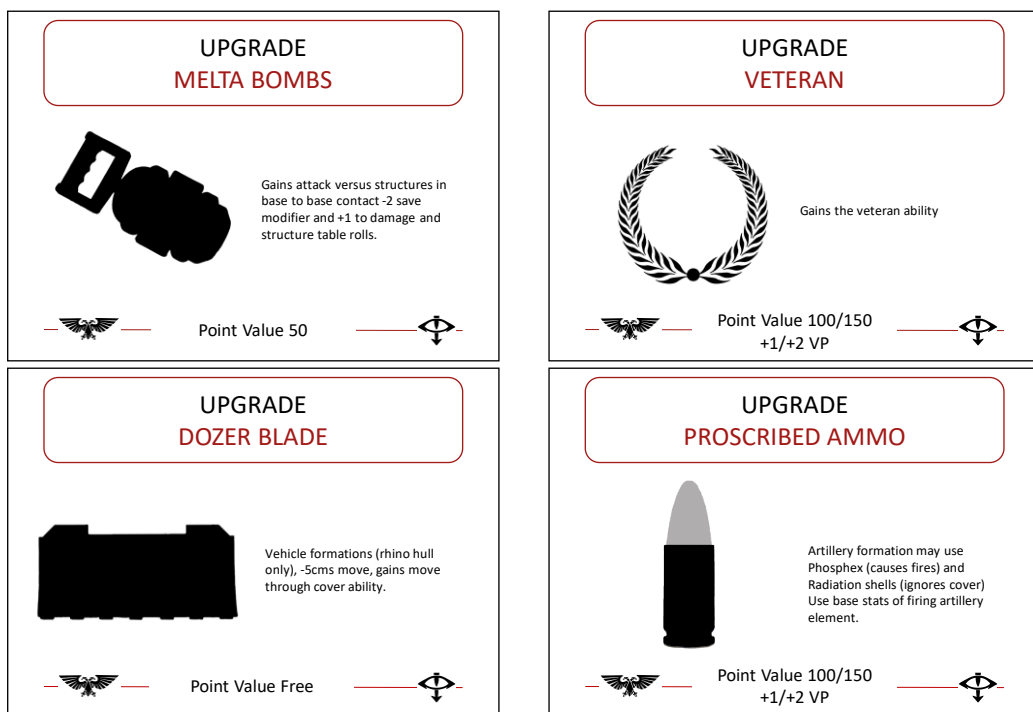 UPGRADE
MELTA BOMBS
Gains attack versus structures in
base to base contact -2 save
modifier and +1 to damage and
structure table rolls.
Point Value 50
UPGRADE
VETERAN
Gains the veteran ability
Point Value 100/150
+1/+2 VP
UPGRADE
DOZER BLADE
Vehicle formations (rhino hull
only), -5cms move, gains move
through cover ability.
Point Value Free
UPGRADE
PROSCRIBED AMMO
Artillery formation may use
Phosphex (causes fires) and
Radiation shells (ignores cover)
Use base stats of firing artillery
element.
Point Value 100/150
+1/+2 VP